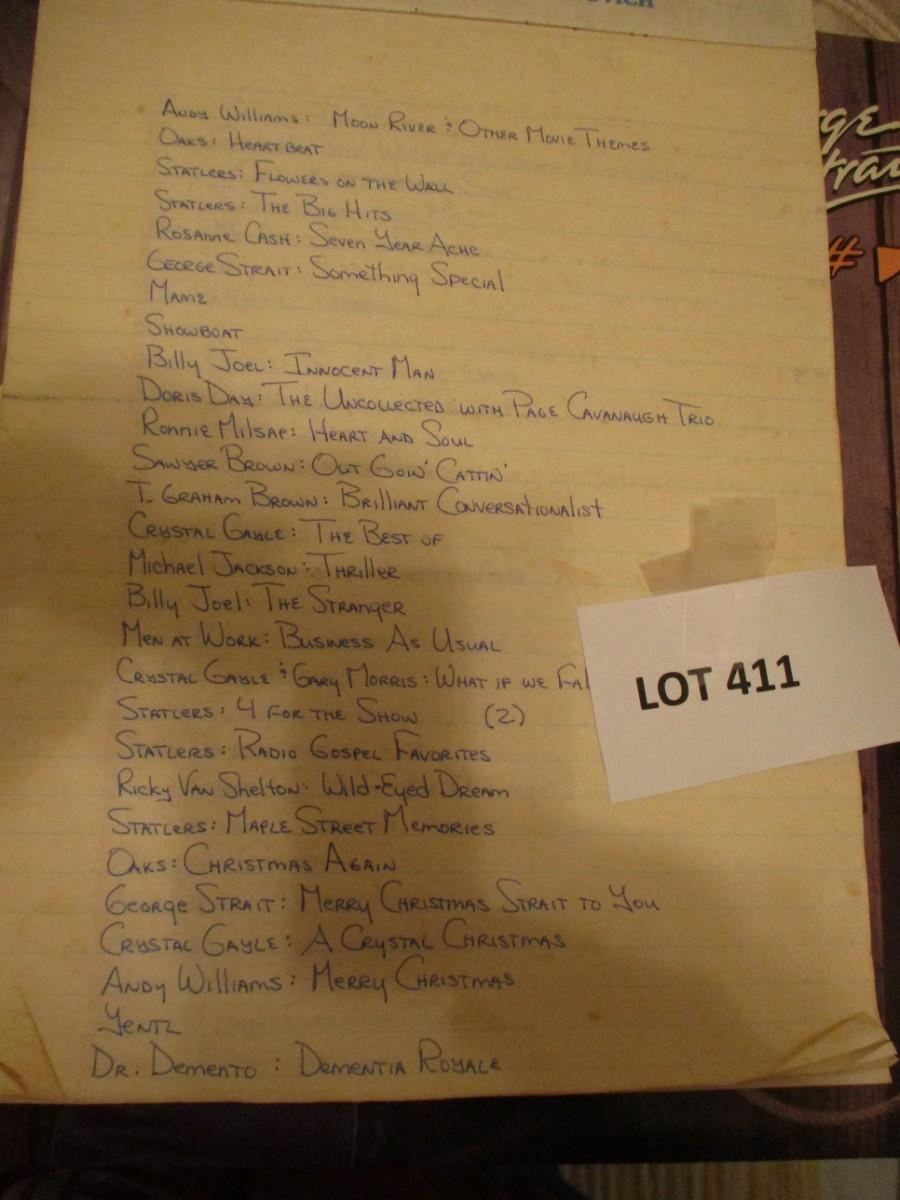 OVICH
Andy Williams: Moon River & Other Movie Themes
Oaks: Heartbeat
Statlers: Flowers on the Wall
Statlers: The Big Hits
Rosanne Cash: Seven Year Ache
George Strait: Something Special
Mame
Showboat
Billy Joel: Innocent Man
Doris Day: The Uncollected with Page Cavanaugh Trio
Ronnie Milsap: Heart and Soul
Sawyer Brown: Out Goin' Cattin'
T. Graham Brown: Brilliant Conversationalist
Crystal Gayle: The Best of
Michael Jackson: Thriller
Billy Joel: The Stranger
Men at Work: Business As Usual
Crystal Gayle & Gary Morris: What if we Fal
Statlers: 4 for the Show (2)
Statlers: Radio Gospel Favorites
Ricky Van Shelton: Wild-Eyed Dream
Statlers: Maple Street Memories
Oaks: Christmas Again
George Strait: Merry Christmas Strait to You
Crystal Gayle: A Crystal Christmas
Andy Williams: Merry Christmas
Yentl
Dr. Demento: Dementia Royale
LOT 411
rge
trai
#